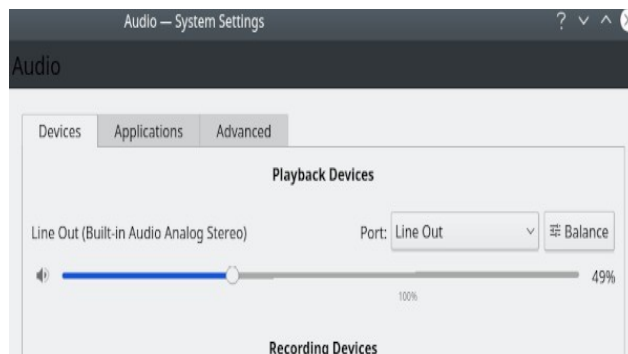 Audio — System Settings
Audio
Devices Applications Advanced
Playback Devices
Line Out (Built-in Audio Analog Stereo) Port: Line Out Balance
49%
100%
Recording Devices